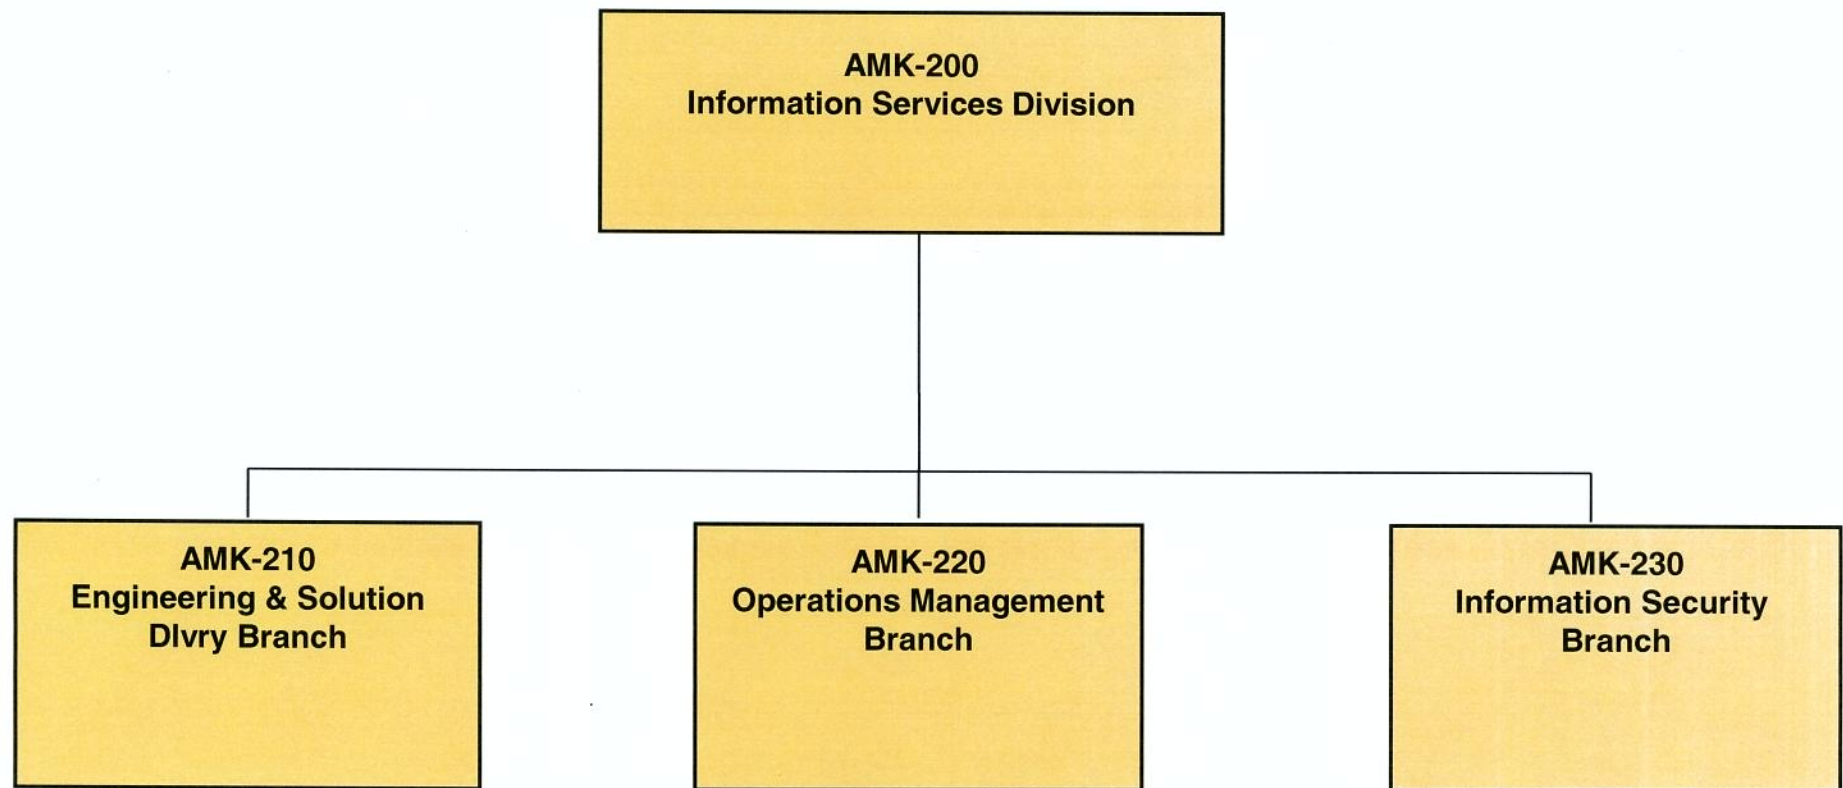 AMK-200
Information Services Division
AMK-210
Engineering & Solution
Dlvry Branch
AMK-220
Operations Management
Branch
AMK-230
Information Security
Branch